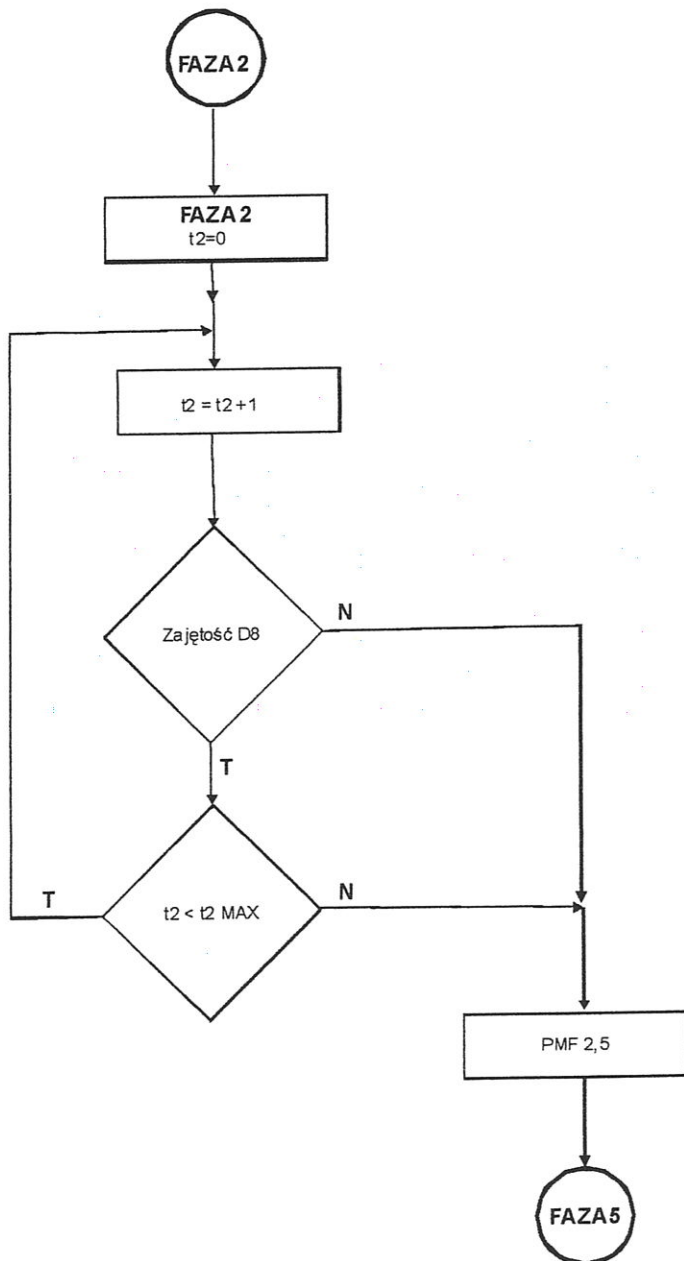 FAZA 2
FAZA 2
t2=0
t2 = t2+1
Zajętość D8
N
T
t2 < t2 MAX
T
N
PMF 2,5
FAZA 5